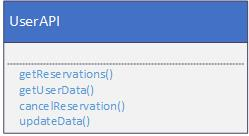 UserAPI
getReservations()
getUserData()
cancelReservation()
updateData()